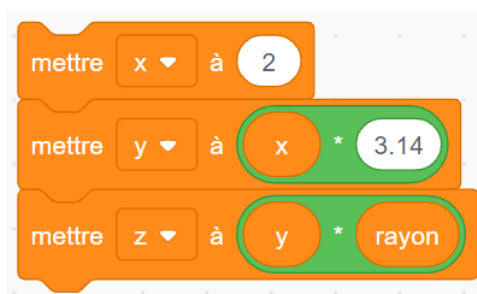 mettre x à 2
mettre y à x * 3.14
mettre z à y * rayon